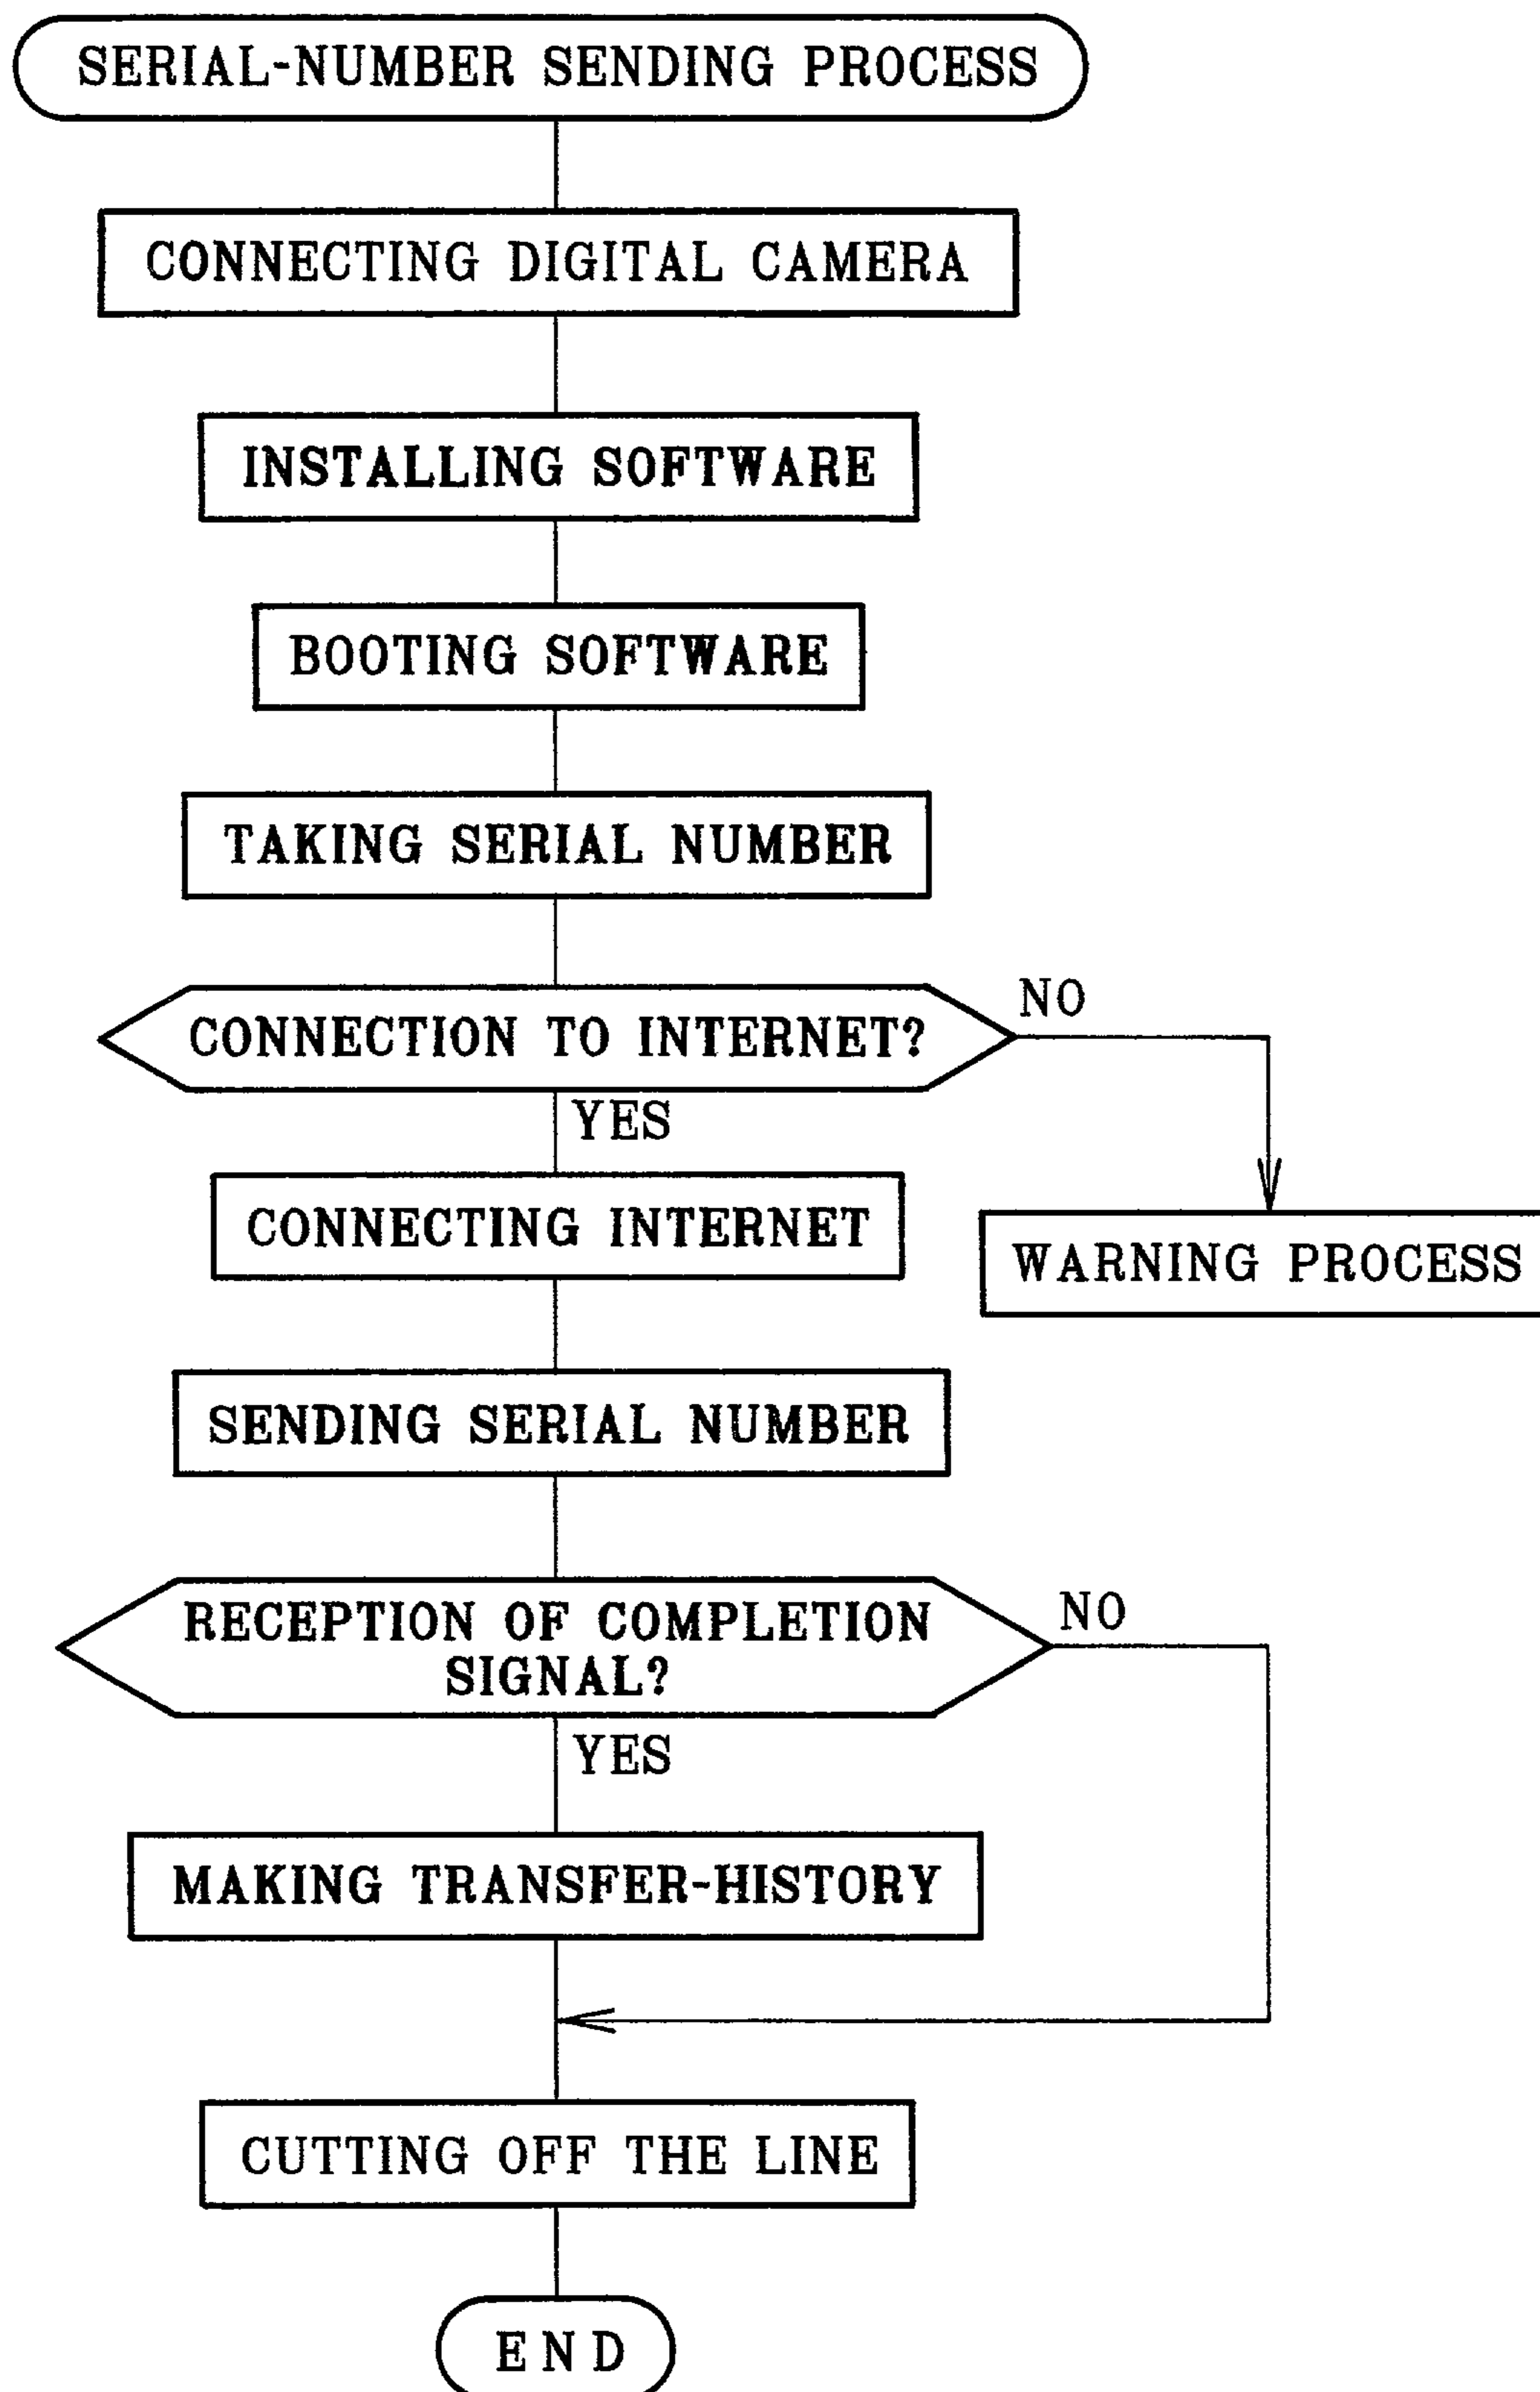 SERIAL-NUMBER SENDING PROCESS
CONNECTING DIGITAL CAMERA
INSTALLING SOFTWARE
BOOTING SOFTWARE
TAKING SERIAL NUMBER
CONNECTION TO INTERNET?
NO
YES
CONNECTING INTERNET
WARNING PROCESS
SENDING SERIAL NUMBER
RECEPTION OF COMPLETION
SIGNAL?
NO
YES
MAKING TRANSFER-HISTORY
CUTTING OFF THE LINE
END